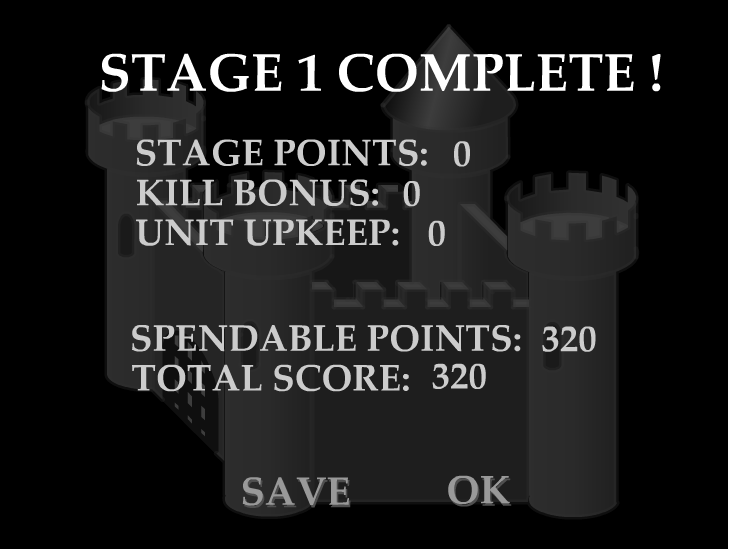 STAGE 1 COMPLETE !
STAGE POINTS: 0
KILL BONUS: 0
UNIT UPKEEP: 0
SPENDABLE POINTS: 320
TOTAL SCORE: 320
SAVE OK